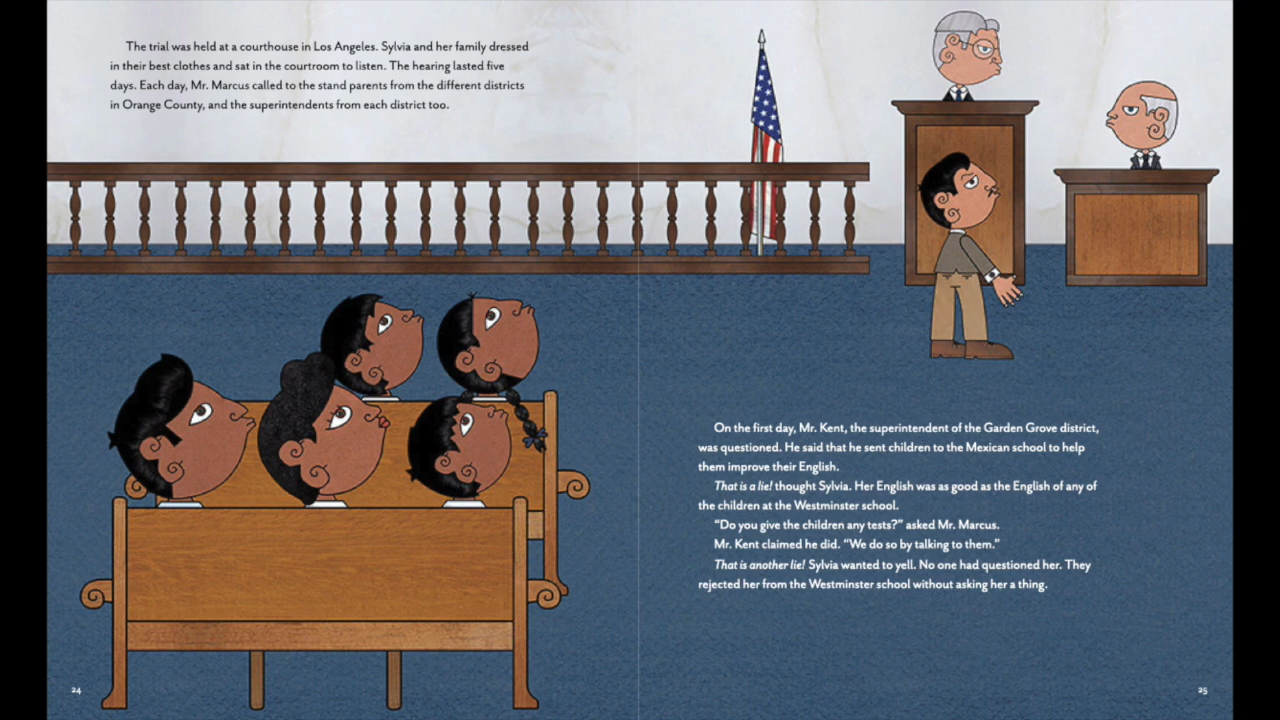 The trial was held at a courthouse in Los Angeles. Sylvia and her family dressed
in their best clothes and sat in the courtroom to listen. The hearing lasted five
days. Each day, Mr. Marcus called to the stand parents from the different districts
in Orange County, and the superintendents from each district too.
On the first day, Mr. Kent, the superintendent of the Garden Grove district,
was questioned. He said that he sent children to the Mexican school to help
them improve their English.
That is a lie! thought Sylvia. Her English was as good as the English of any of
the children at the Westminster school.
“Do you give the children any tests?” asked Mr. Marcus.
Mr. Kent claimed he did. “We do so by talking to them.”
That is another lie! Sylvia wanted to yell. No one had questioned her. They
rejected her from the Westminster school without asking her a thing.
24
25